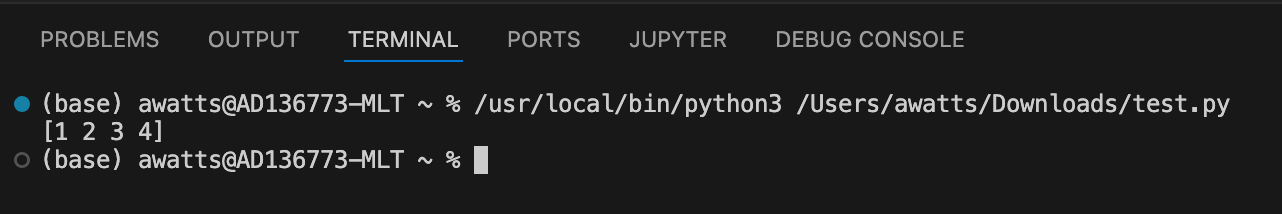 PROBLEMS OUTPUT TERMINAL PORTS JUPYTER DEBUG CONSOLE
(base) awatts@AD136773-MLT ~ % /usr/local/bin/python3 /Users/awatts/Downloads/test.py
[1 2 3 4]
(base) awatts@AD136773-MLT ~ %